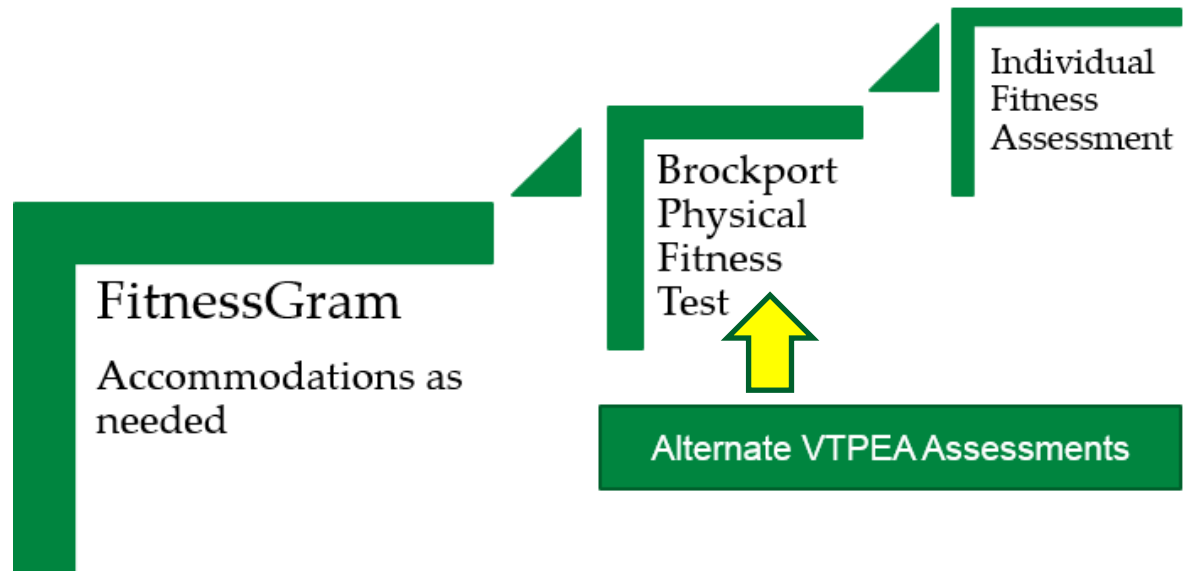 FitnessGram
Accommodations as
needed
Brockport
Physical
Fitness
Test
Individual
Fitness
Assessment
Alternate VTPEA Assessments